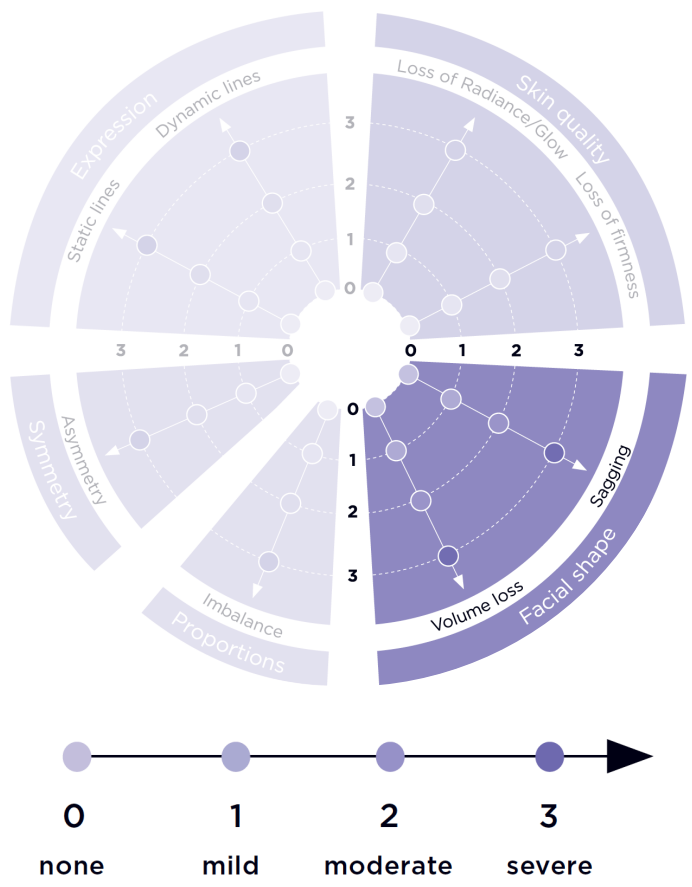 Expression
Dynamic lines
Static lines
Loss of Radiance/Glow
Skin quality
Loss of firmness
3
2
1
0
3 2 1 0
0 1 2 3
0
1
2
3
Symmetry
Asymmetry
Sagging
Facial shape
Volume loss
Imbalance
Proportions
0 1 2 3
none mild moderate severe